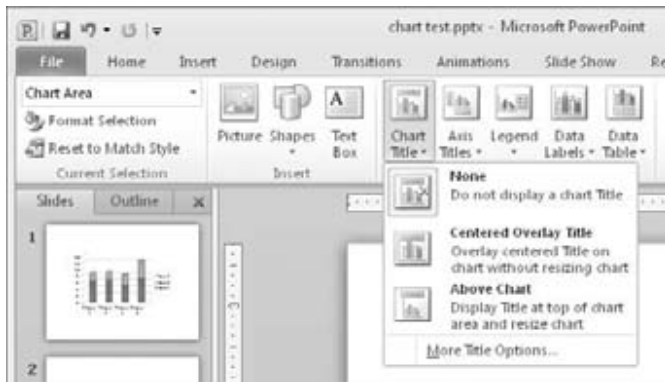 chart test.pptx - Microsoft PowerPoint
File Home Insert Design Transitions Animations Slide Show Re
Chart Area
Format Selection
Reset to Match Style
Current Selection
Picture Shapes Text Box
Insert
Chart Title Axis Titles Legend Data Labels Data Table
None
Do not display a chart Title
Centered Overlay Title
Overlay centered Title on
chart without resizing chart
Above Chart
Display Title at top of chart
area and resize chart
More Title Options...
Slides Outline
1
2
3